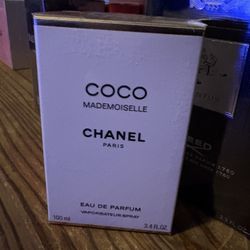 COCO
MADEMOISELLE
CHANEL
PARIS
EAU DE PARFUM
VAPORISATEUR SPRAY
100 ml
3.4 fl. oz.